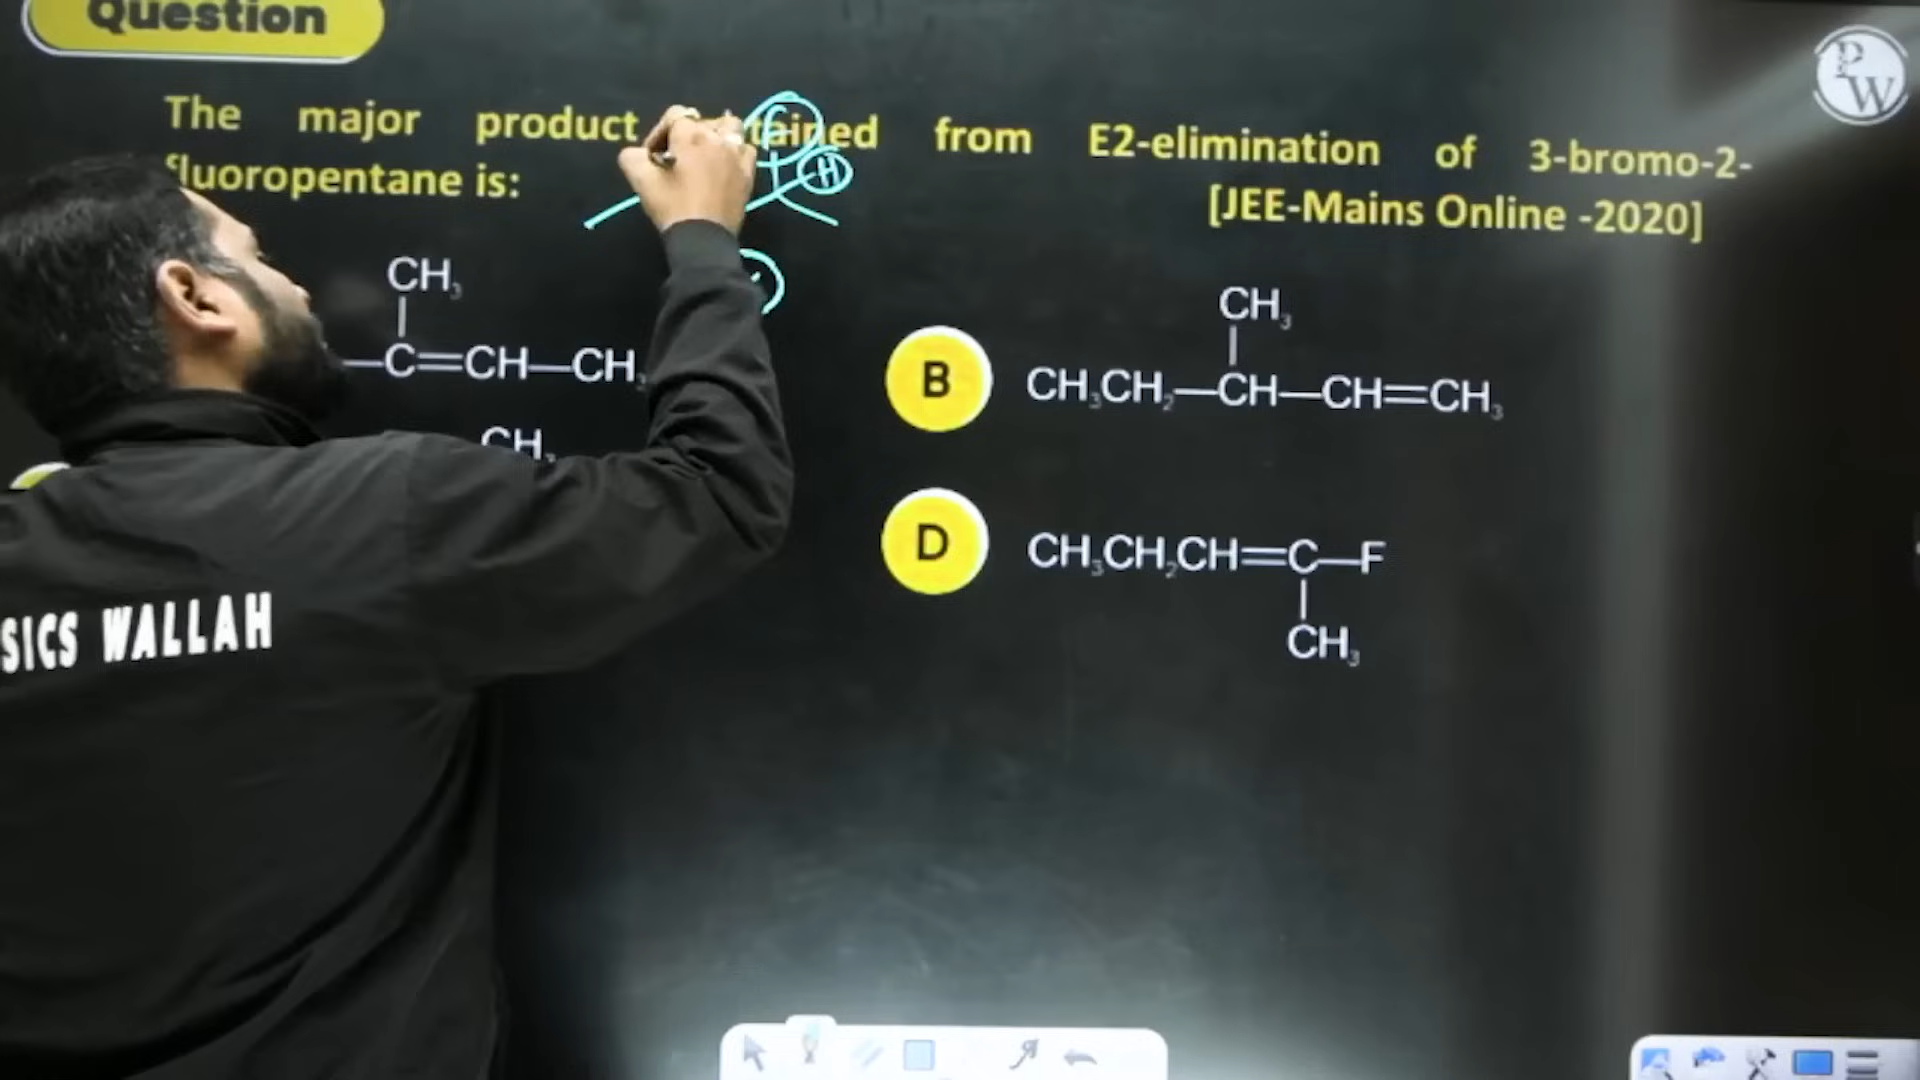 Question
The major product from E2-elimination of 3-bromo-2-
fluoropentane is:
[JEE-Mains Online -2020]
CH₃
—C=CH—CH₃
CH₃
B
CH₃
CH₃CH₂—CH—CH=CH₃
D
CH₃CH₂CH=C—F
CH₃
F
H
SICS WALLAH
PW